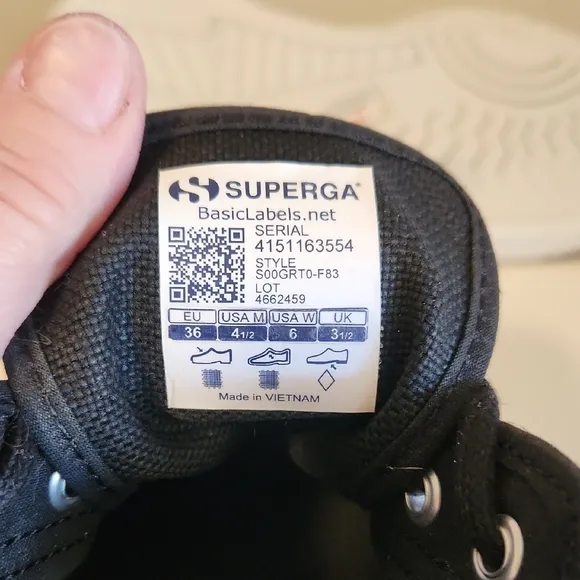 SUPERGA®
BasicLabels.net
SERIAL
4151163554
STYLE
S00GRT0-F83
LOT
4662459
EU USA M USA W UK
36 4 1/2 6 3 1/2
Made in VIETNAM